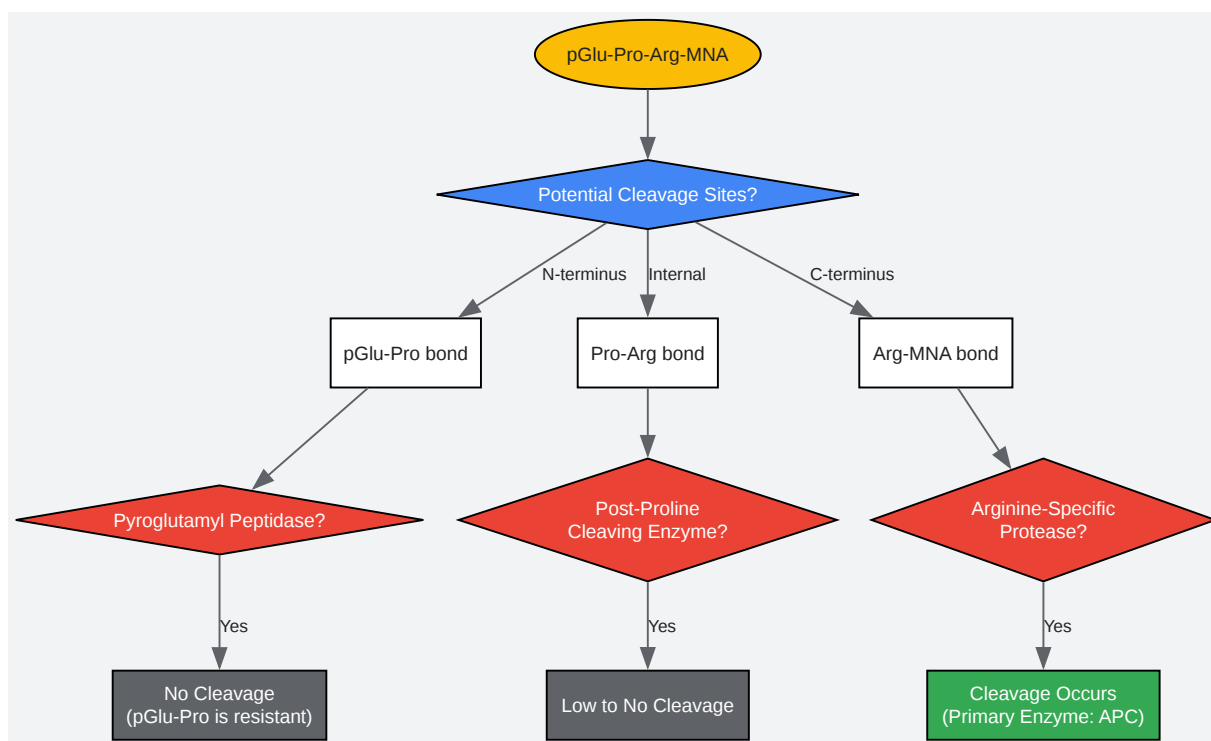 pGlu-Pro-Arg-MNA
Potential Cleavage Sites?
N-terminus
Internal
C-terminus
pGlu-Pro bond
Pro-Arg bond
Arg-MNA bond
Pyroglutamyl Peptidase?
Post-Proline
Cleaving Enzyme?
Arginine-Specific
Protease?
Yes
Yes
Yes
No Cleavage
(pGlu-Pro is resistant)
Low to No Cleavage
Cleavage Occurs
(Primary Enzyme: APC)